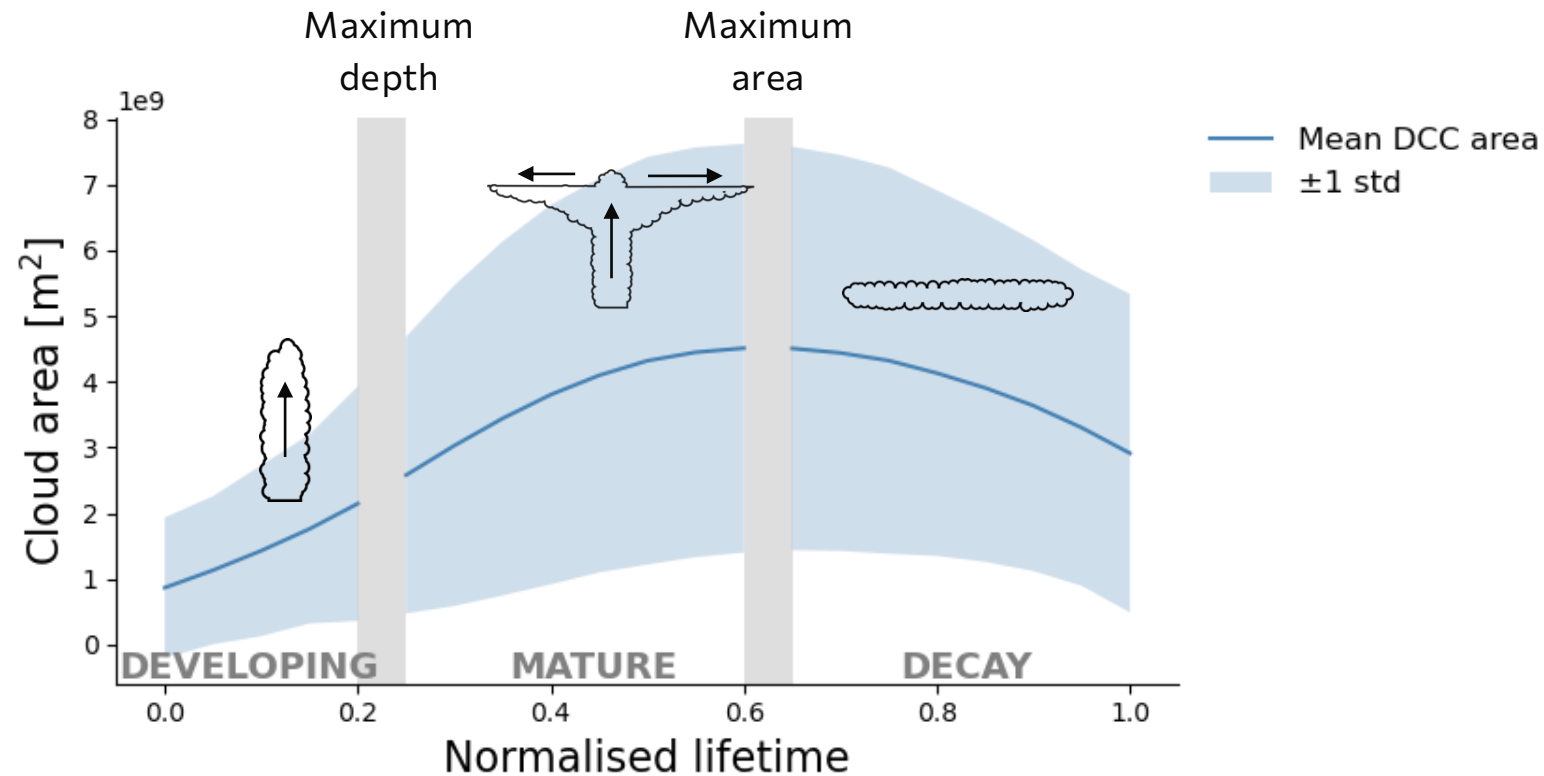 Maximum
depth
Maximum
area
1e9
8
7
6
5
4
3
2
1
0
Cloud area [m²]
DEVELOPING
MATURE
DECAY
0.0
0.2
0.4
0.6
0.8
1.0
Normalised lifetime
Mean DCC area
±1 std